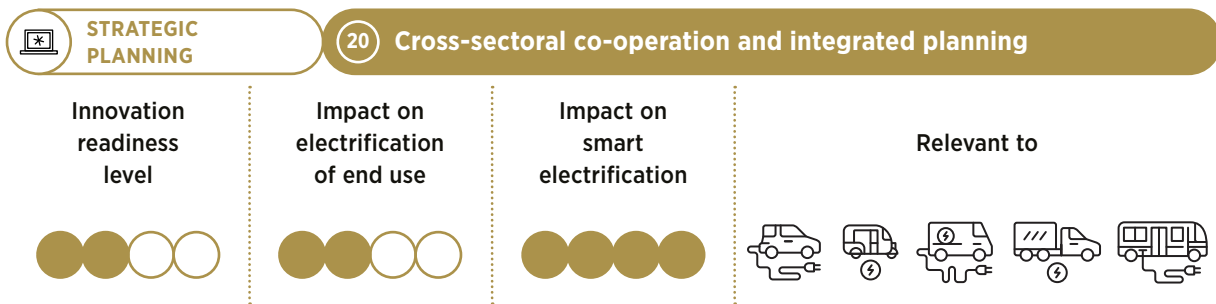 STRATEGIC
PLANNING
20 Cross-sectoral co-operation and integrated planning
Innovation
readiness
level
Impact on
electrification
of end use
Impact on
smart
electrification
Relevant to